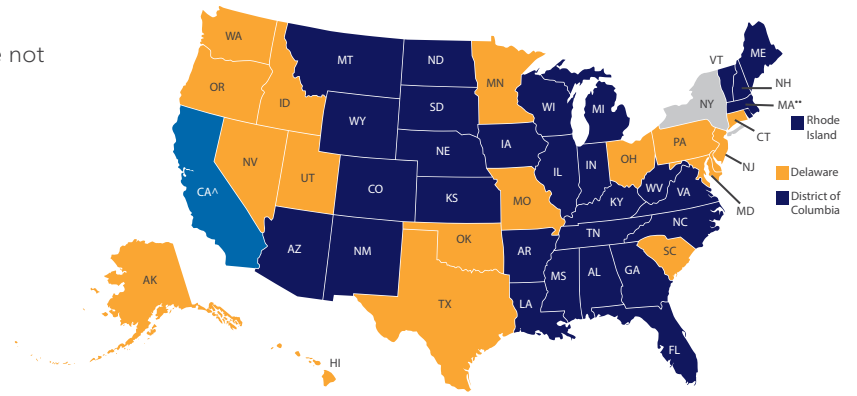 not
WA
OR
ID
MT
ND
MN
SD
WY
WI
MI
VT
ME
NH
MA**
NY
Rhode
Island
CT
NV
UT
CA^
CO
NE
IA
KS
MO
IL
IN
OH
PA
NJ
Delaware
District of
Columbia
MD
WV
VA
KY
NC
TN
AZ
NM
OK
AR
SC
TX
LA
MS
AL
GA
FL
AK
HI